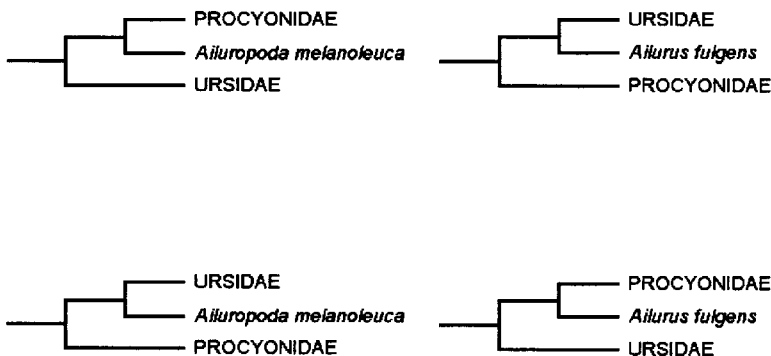 PROCYONIDAE
Ailuropoda melanoleuca
URSIDAE
URSIDAE
Ailurus fulgens
PROCYONIDAE
URSIDAE
Ailuropoda melanoleuca
PROCYONIDAE
PROCYONIDAE
Ailurus fulgens
URSIDAE